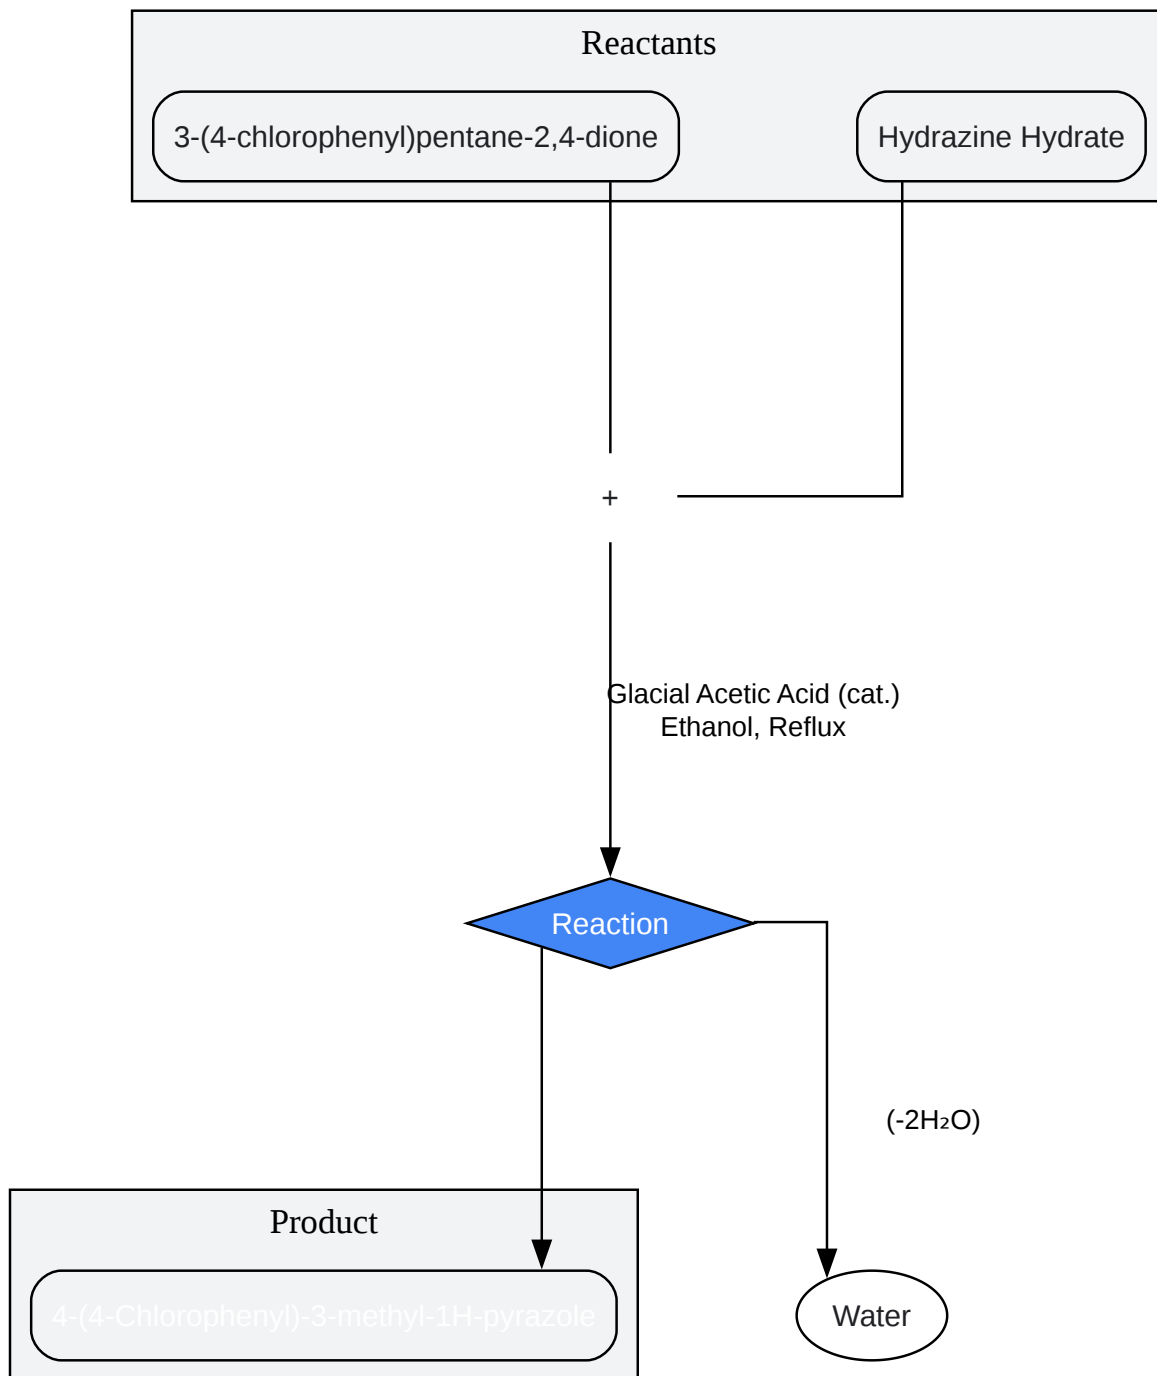 Reactants
3-(4-chlorophenyl)pentane-2,4-dione
Hydrazine Hydrate
+
Glacial Acetic Acid (cat.)
Ethanol, Reflux
Reaction
(-2H₂O)
Product
4-(4-Chlorophenyl)-3-methyl-1H-pyrazole
Water